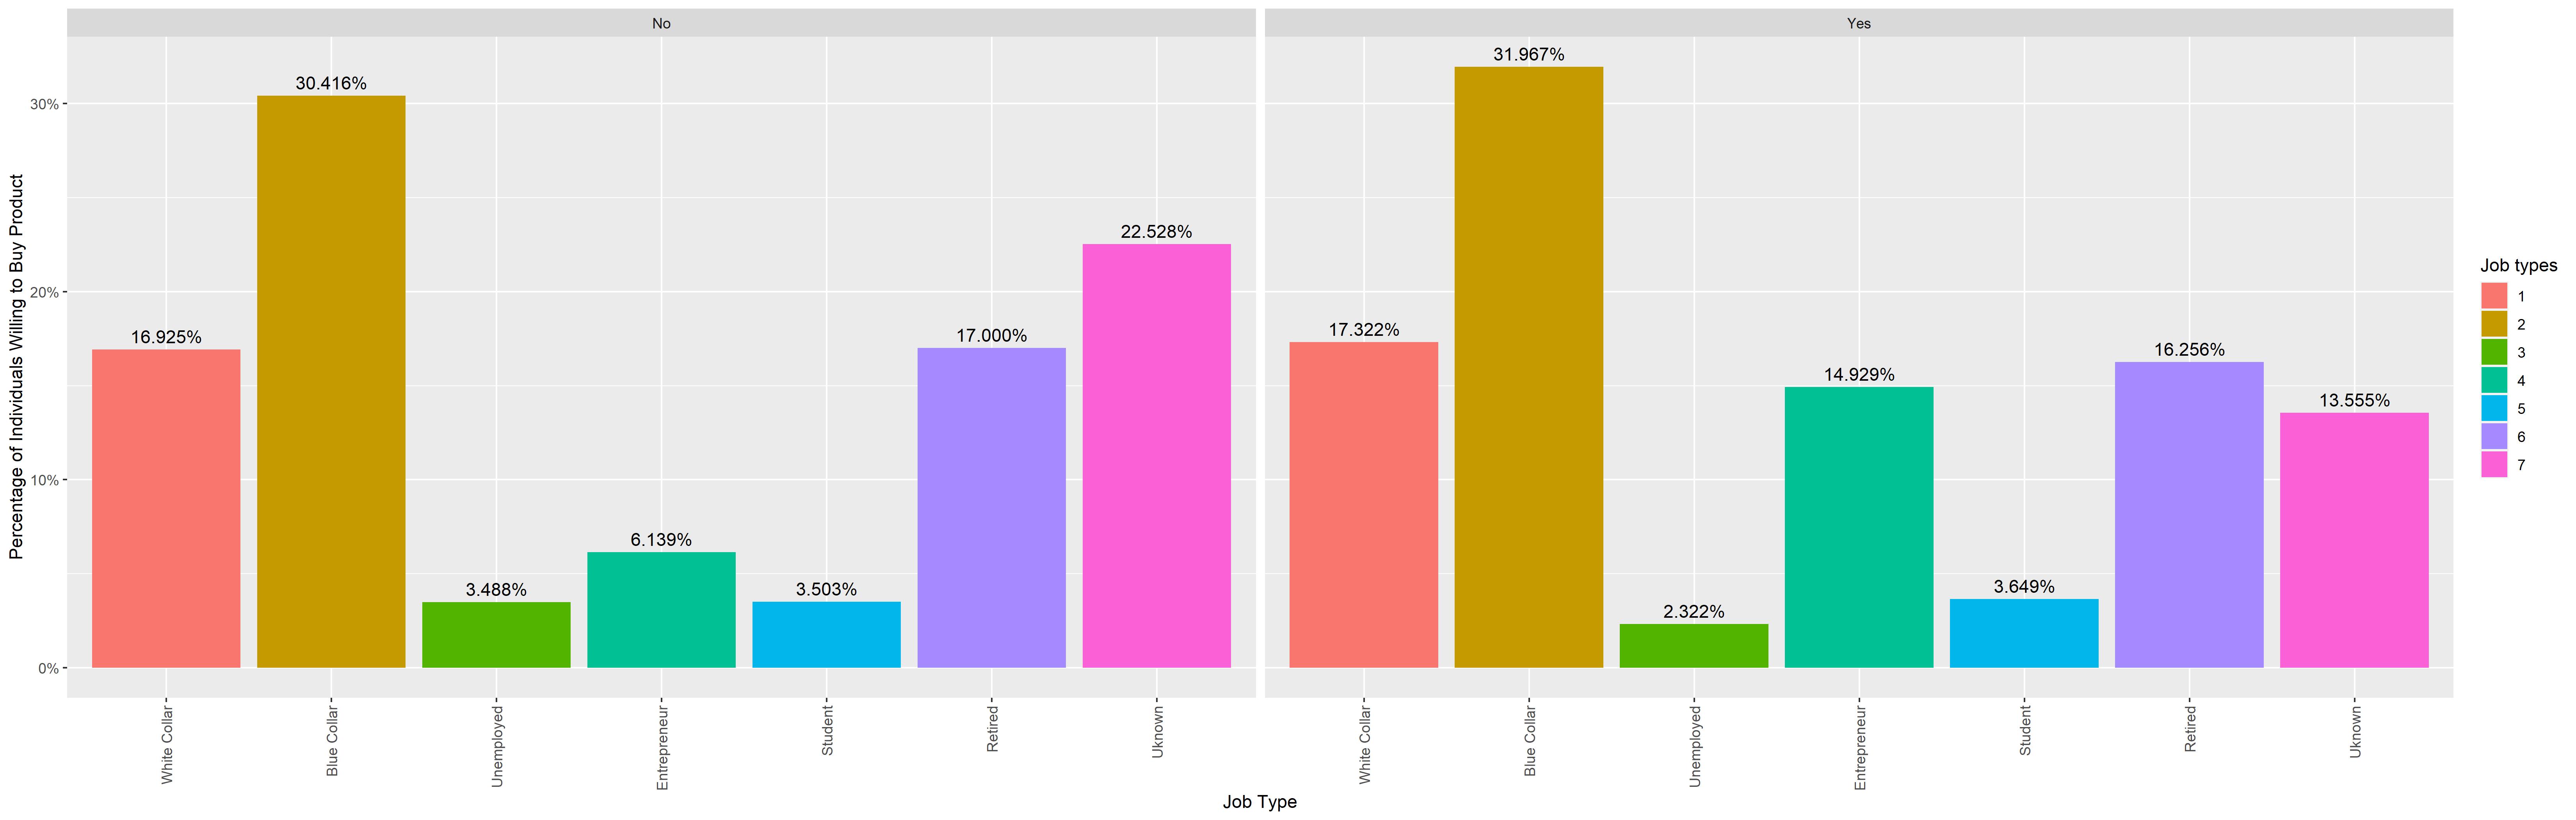 No
Yes
Percentage of Individuals Willing to Buy Product
30%
20%
10%
0%
16.925%
30.416%
3.488%
6.139%
3.503%
17.000%
22.528%
17.322%
31.967%
2.322%
14.929%
3.649%
16.256%
13.555%
White Collar
Blue Collar
Unemployed
Entrepreneur
Student
Retired
Uknown
White Collar
Blue Collar
Unemployed
Entrepreneur
Student
Retired
Uknown
Job Type
Job types
1
2
3
4
5
6
7